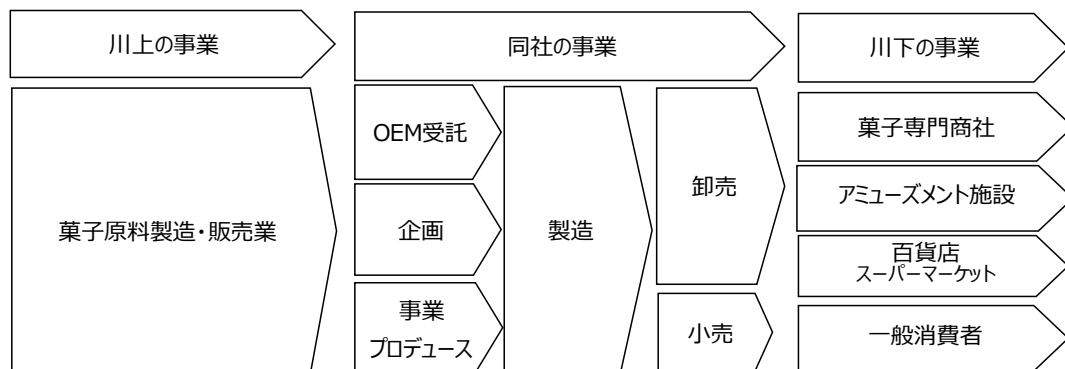 川上の事業
同社の事業
川下の事業
菓子原料製造・販売業
OEM受託
企画
事業
プロデュース
製造
卸売
小売
菓子専門商社
アミューズメント施設
百貨店
スーパーマーケット
一般消費者